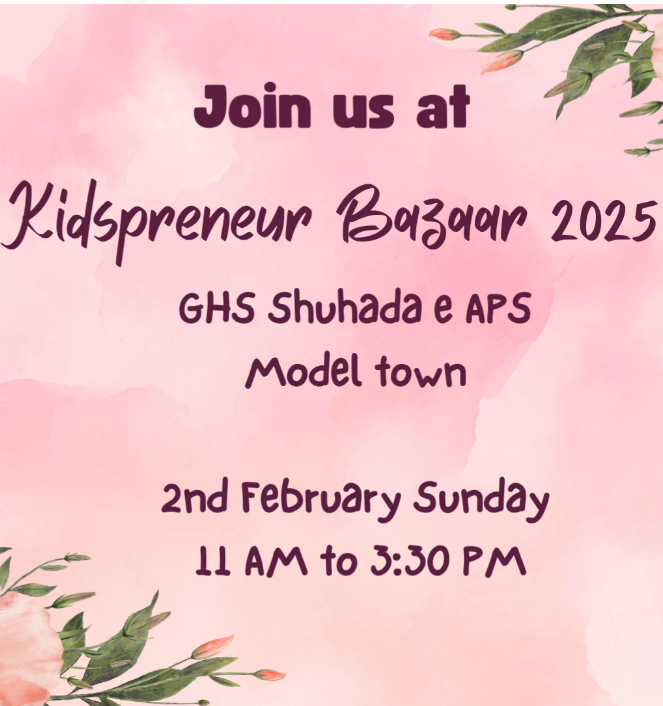 Join us at
Kidspreneur Bazaar 2025
GHS Shuhada e APS
Model town
2nd February Sunday
11 AM to 3:30 PM